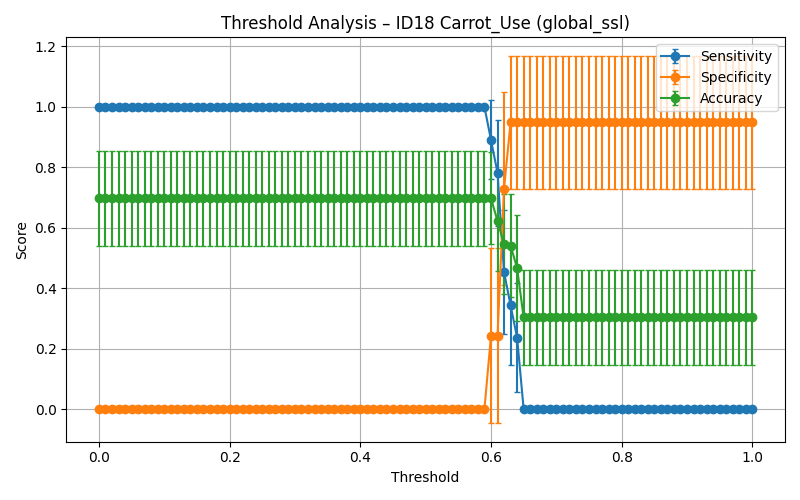 Threshold Analysis – ID18 Carrot_Use (global_ssl)
1.2
1.0
0.8
0.6
0.4
0.2
0.0
Score
Sensitivity
Specificity
Accuracy
0.0 0.2 0.4 0.6 0.8 1.0
Threshold